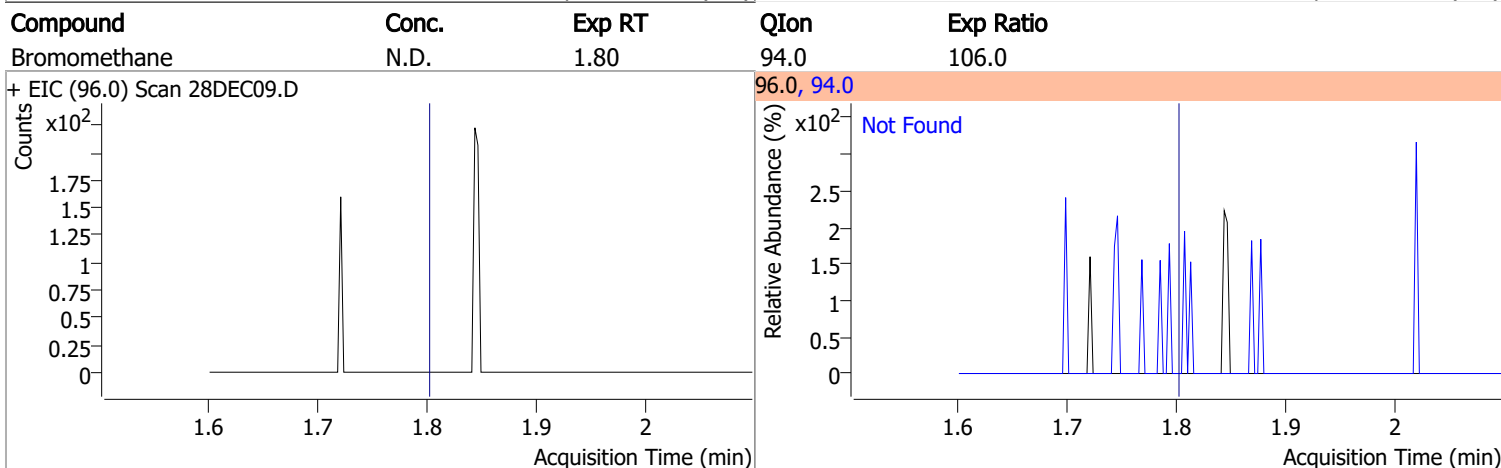 Compound Conc. Exp RT QIon Exp Ratio
Bromomethane N.D. 1.80 94.0 106.0
+ EIC (96.0) Scan 28DEC09.D
Counts
x10²
1.75
1.5
1.25
1
0.75
0.5
0.25
0
1.6 1.7 1.8 1.9 2
Acquisition Time (min)
96.0, 94.0
Relative Abundance (%)
x10²
Not Found
2.5
2
1.5
1
0.5
0
1.6 1.7 1.8 1.9 2
Acquisition Time (min)